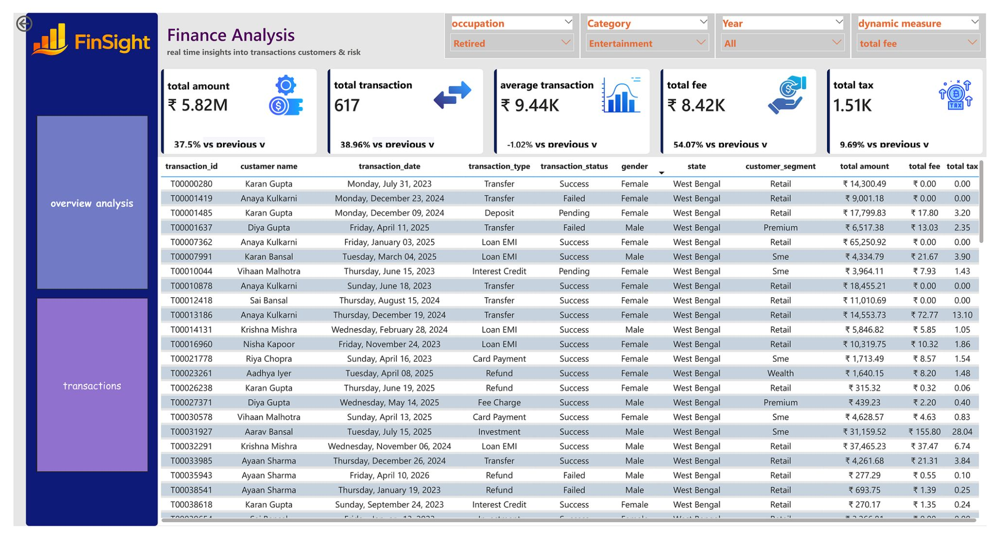 FinSight
Finance Analysis
real time insights into transactions customers & risk
occupation
Retired
Category
Entertainment
Year
All
dynamic measure
total fee
total amount
₹ 5.82M
37.5% vs previous y
total transaction
617
38.96% vs previous y
average transaction
₹ 9.44K
-1.02% vs previous y
total fee
₹ 8.42K
54.07% vs previous y
total tax
1.51K
9.69% vs previous y
TAX
overview analysis
transactions
transaction_id custamer name transaction_date transaction_type transaction_status gender state customer_segment total amount total fee total tax
T00000280 Karan Gupta Monday, July 31, 2023 Transfer Success Female West Bengal Retail ₹ 14,300.49 ₹ 0.00 0.00
T00001419 Anaya Kulkarni Monday, December 23, 2024 Transfer Failed Female West Bengal Retail ₹ 9,001.18 ₹ 0.00 0.00
T00001485 Karan Gupta Monday, December 09, 2024 Deposit Pending Female West Bengal Retail ₹ 17,799.83 ₹ 17.80 3.20
T00001637 Diya Gupta Friday, April 11, 2025 Transfer Failed Male West Bengal Premium ₹ 6,517.38 ₹ 13.03 2.35
T00007362 Anaya Kulkarni Friday, January 03, 2025 Loan EMI Success Female West Bengal Retail ₹ 65,250.92 ₹ 0.00 0.00
T00007991 Karan Bansal Tuesday, March 04, 2025 Loan EMI Success Male West Bengal Sme ₹ 4,334.79 ₹ 21.67 3.90
T00010044 Vihaan Malhotra Thursday, June 15, 2023 Interest Credit Pending Female West Bengal Sme ₹ 3,964.11 ₹ 7.93 1.43
T00010878 Anaya Kulkarni Sunday, June 18, 2023 Transfer Success Female West Bengal Retail ₹ 18,455.21 ₹ 0.00 0.00
T00012418 Sai Bansal Thursday, August 15, 2024 Transfer Success Female West Bengal Retail ₹ 11,010.69 ₹ 0.00 0.00
T00013186 Anaya Kulkarni Thursday, December 19, 2024 Transfer Success Female West Bengal Retail ₹ 14,553.73 ₹ 72.77 13.10
T00014131 Krishna Mishra Wednesday, February 28, 2024 Loan EMI Success Male West Bengal Retail ₹ 5,846.82 ₹ 5.85 1.05
T00016960 Nisha Kapoor Friday, November 24, 2023 Loan EMI Success Female West Bengal Retail ₹ 10,319.75 ₹ 10.32 1.86
T00021778 Riya Chopra Sunday, April 16, 2023 Card Payment Success Female West Bengal Sme ₹ 1,713.49 ₹ 8.57 1.54
T00023261 Aadhya Iyer Tuesday, April 08, 2025 Refund Success Female West Bengal Wealth ₹ 1,640.15 ₹ 8.20 1.48
T00026238 Karan Gupta Thursday, June 19, 2025 Refund Success Female West Bengal Retail ₹ 315.32 ₹ 0.32 0.06
T00027371 Diya Gupta Wednesday, May 14, 2025 Fee Charge Success Male West Bengal Premium ₹ 439.23 ₹ 2.20 0.40
T00030578 Vihaan Malhotra Sunday, April 13, 2025 Card Payment Success Female West Bengal Sme ₹ 4,628.57 ₹ 4.63 0.83
T00031927 Aarav Bansal Tuesday, July 15, 2025 Investment Success Male West Bengal Sme ₹ 31,159.52 ₹ 155.80 28.04
T00032291 Krishna Mishra Wednesday, November 06, 2024 Loan EMI Success Male West Bengal Retail ₹ 37,465.23 ₹ 37.47 6.74
T00033985 Ayaan Sharma Thursday, December 26, 2024 Transfer Success Male West Bengal Retail ₹ 4,261.68 ₹ 21.31 3.84
T00035943 Ayaan Sharma Friday, April 10, 2026 Refund Failed Male West Bengal Retail ₹ 277.29 ₹ 0.55 0.10
T00038541 Ayaan Sharma Thursday, January 19, 2023 Refund Failed Male West Bengal Retail ₹ 693.75 ₹ 1.39 0.25
T00038618 Karan Gupta Sunday, September 24, 2023 Interest Credit Success Female West Bengal Retail ₹ 270.17 ₹ 1.35 0.24